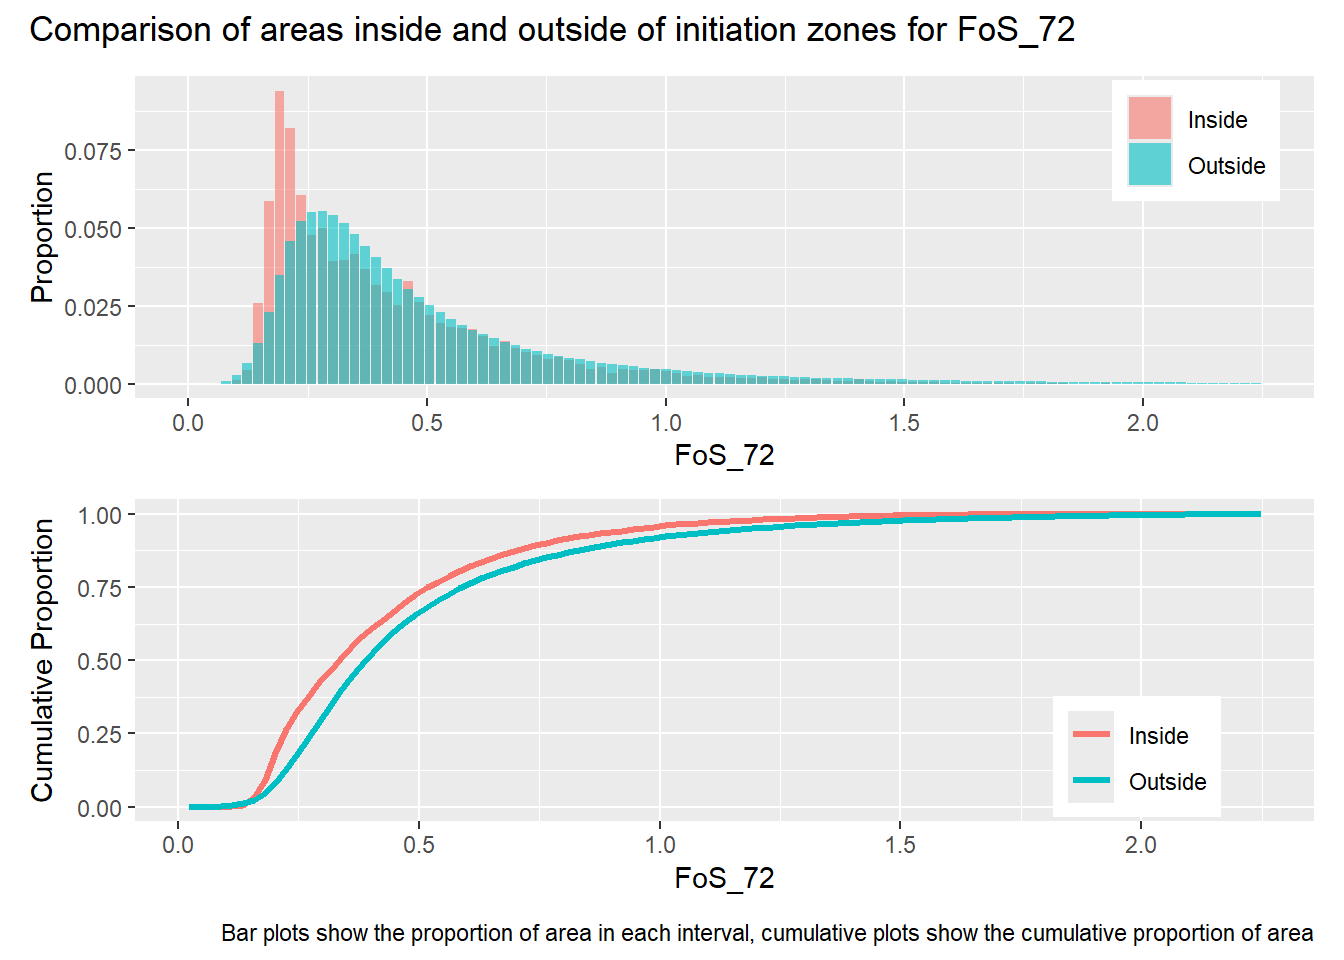 Comparison of areas inside and outside of initiation zones for FoS_72
Inside
Outside
Proportion
0.075
0.050
0.025
0.000
0.0 0.5 1.0 1.5 2.0
FoS_72
Cumulative Proportion
1.00
0.75
0.50
0.25
0.00
Inside
Outside
0.0 0.5 1.0 1.5 2.0
FoS_72
Bar plots show the proportion of area in each interval, cumulative plots show the cumulative proportion of area